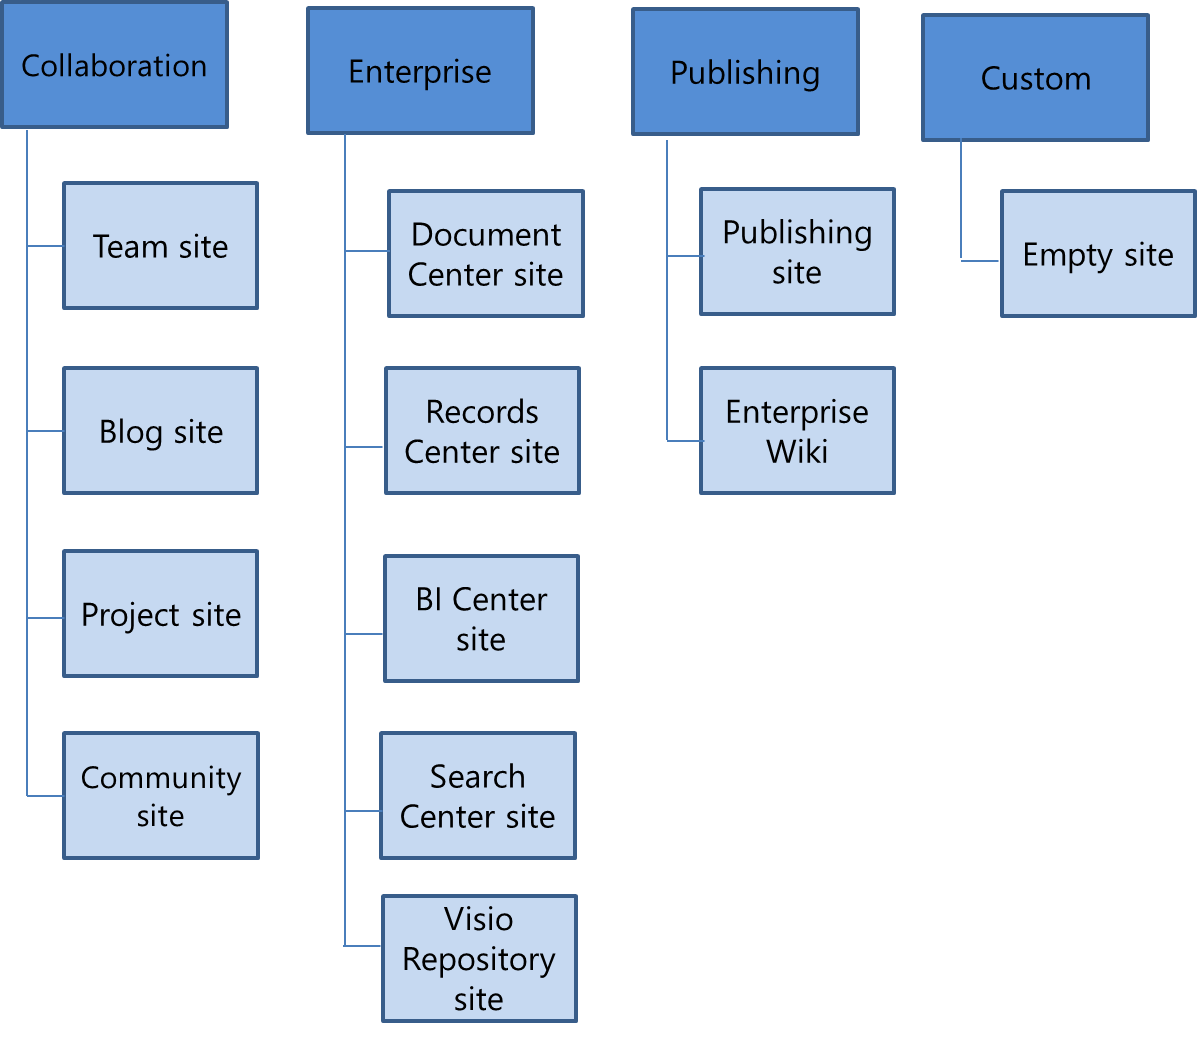 Collaboration
Team site
Blog site
Project site
Community
site
Enterprise
Document
Center site
Records
Center site
BI Center
site
Search
Center site
Visio
Repository
site
Publishing
Publishing
site
Enterprise
Wiki
Custom
Empty site